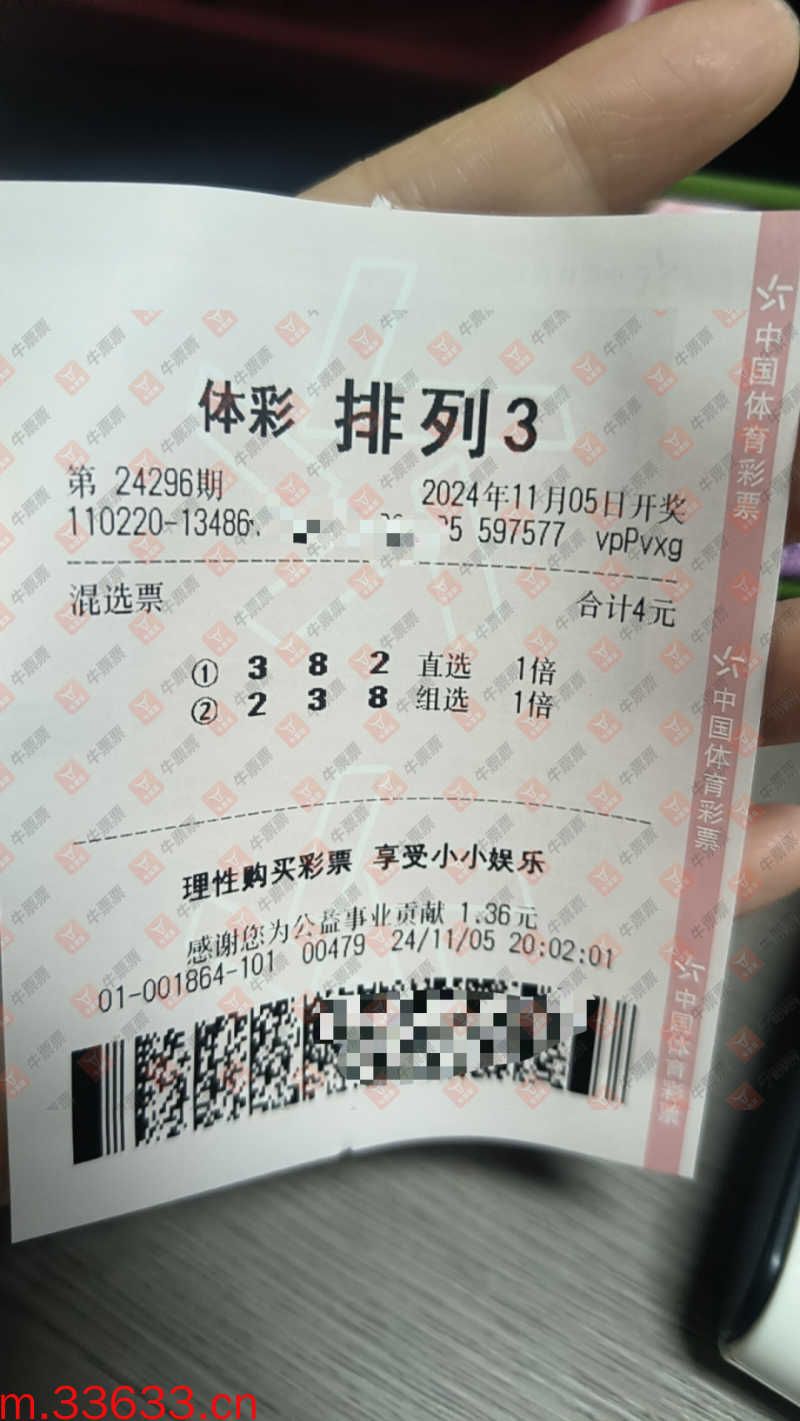 体彩 排列3
第 24296期 2024年11月05日开奖
110220-13486 597577 vpPvxg
混选票 合计4元
① 3 8 2 直选 1倍
② 2 3 8 组选 1倍
理性购买彩票 享受小小娱乐
感谢您为公益事业贡献 1.36元
01-001864-101 00479 24/11/05 20:02:01
中国体育彩票
中国体育彩票
中国体育彩票
牛票票
m.33633.cn